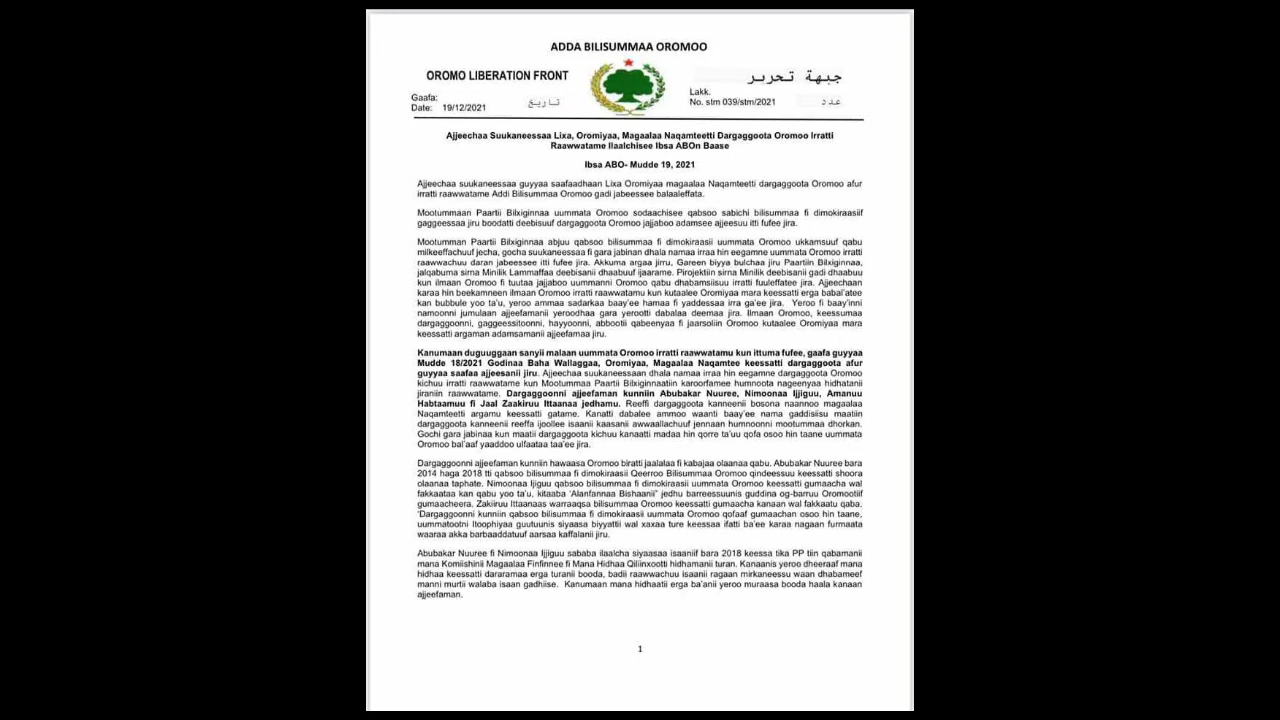 ADDA BILISUMMAA OROMOO
OROMO LIBERATION FRONT
جبهة تحرير
Gaafa:
Date: 19/12/2021
تاريخ
Lakk.
No. stm 039/stm/2021
عدد
Ajjeechaa Suukaneessaa Lixa, Oromiyaa, Magaalaa Naqamteetti Dargaggoota Oromoo Irratti
Raawwatame Ilaalchisee Ibsa ABOn Baase
Ibsa ABO- Mudde 19, 2021
Ajjeechaa suukaneessaa guyyaa saafaadhaan Lixa Oromiyaa magaalaa Naqamteetti dargaggoota Oromoo afur
irratti raawwatame Addi Bilisummaa Oromoo gadi jabeessee balaaleffata.
Mootummaan Paartii Bilxiginnaa uummata Oromoo sodaachisee qabsoo sabichi bilisummaa fi dimokiraasiif
gaggeessaa jiru boodatti deebisuuf dargaggoota Oromoo jajjaboo adamsee ajjeesuu itti fufee jira.
Mootumman Paartii Bilxiginnaa abjuu qabsoo bilisummaa fi dimokiraasii uummata Oromoo ukkamsuuf qabu
milkeeffachuuf jecha, gocha suukaneessaa fi gara jabinan dhala namaa irraa hin eegamne uummata Oromoo irratti
raawwachuu daran jabeessee itti fufee jira. Akkuma argaa jirru, Gareen biyya bulchaa jiru Paartiin Bilxiginnaa,
jalqabuma sirna Minilik Lammaffaa deebisanii dhaabuuf ijaarame. Pirojektiin sirna Minilik deebisanii gadi dhaabuu
kun ilmaan Oromoo fi tuutaa jajjaboo uummanni Oromoo qabu dhabamsiisuu irratti fuuleffatee jira. Ajjeechaan
karaa hin beekamneen ilmaan Oromoo irratti raawwatamu kun kutaalee Oromiyaa mara keessatti erga babal'atee
kan bubbule yoo ta'u, yeroo ammaa sadarkaa baay'ee hamaa fi yaddessaa irra ga'ee jira. Yeroo fi baay'inni
namoonni jumulaan ajjeefamanii yeroodhaa gara yerootti dabalaa deemaa jira. Ilmaan Oromoo, keessumaa
dargaggoonni, gaggeessitoonni, hayyoonni, abbootii qabeenyaa fi jaarsoliin Oromoo kutaalee Oromiyaa mara
keessatti argaman adamsamanii ajjeefamaa jiru.
Kanumaan duguuggaan sanyii malaan uummata Oromoo irratti raawwatamu kun ittuma fufee, gaafa guyyaa
Mudde 18/2021 Godinaa Baha Wallaggaa, Oromiyaa, Magaalaa Naqamtee keessatti dargaggoota afur
guyyaa saafaa ajjeesanii jiru. Ajjeechaa suukaneessaan dhala namaa irraa hin eegamne dargaggoota Oromoo
kichuu irratti raawwatame kun Mootummaa Paartii Bilxiginnaatiin karoorfamee humnoota nageenyaa hidhatanii
jiraniin raawwatame. Dargaggoonni ajjeefaman kunniin Abubakar Nuuree, Nimoonaa Ijjiguu, Amanuu
Habtaamuu fi Jaal Zaakiruu Ittaanaa jedhamu. Reeffi dargaggoota kanneenii bosona naannoo magaalaa
Naqamteetti argamu keessatti gatame. Kanatti dabalee ammoo waanti baay'ee nama gaddisiisu maatiin
dargaggoota kanneenii reeffa ijoollee isaanii kaasanii awwaallachuuf jennaan humnoonni mootummaa dhorkan.
Gochi gara jabinaa kun maatii dargaggoota kichuu kanaatti madaa hin qorre ta'uu qofa osoo hin taane uummata
Oromoo bal'aaf yaaddoo ulfaataa taa'ee jira.
Dargaggoonni ajjeefaman kunniin hawaasa Oromoo biratti jaalalaa fi kabajaa olaanaa qabu. Abubakar Nuuree bara
2014 haga 2018 tti qabsoo bilisummaa fi dimokiraasii Qeerroo Bilisummaa Oromoo qindeessuu keessatti shoora
olaanaa taphate. Nimoonaa Ijiguu qabsoo bilisummaa fi dimokiraasii uummata Oromoo keessatti gumaacha wal
fakkaataa kan qabu yoo ta'u, kitaaba ‘Alanfannaa Bishaanii” jedhu barreessuunis guddina og-barruu Oromootiif
gumaacheera. Zakiiruu Ittaanaas warraaqsa bilisummaa Oromoo keessatti gumaacha kanaan wal fakkaatu qaba.
‘Dargaggoonni kunniin qabsoo bilisummaa fi dimokiraasii uummata Oromoo qofaaf gumaachan osoo hin taane,
uummatootni Itoophiyaa guutuunis siyaasa biyyattii wal xaxaa ture keessaa ifatti ba'ee karaa nagaan furmaata
waaraa akka barbaaddatuuf aarsaa kaffalanii jiru.
Abubakar Nuuree fi Nimoonaa Ijjiguu sababa ilaalcha siyaasaa isaaniif bara 2018 keessa tika PP tiin qabamanii
mana Komiishinii Magaalaa Finfinnee fi Mana Hidhaa Qiliinxootti hidhamanii turan. Kanaanis yeroo dheeraaf mana
hidhaa keessatti dararamaa erga turanii booda, badii raawwachuu isaanii ragaan mirkaneessu waan dhabameef
manni murtii walaba isaan gadhiise. Kanumaan mana hidhaatii erga ba'anii yeroo muraasa booda haala kanaan
ajjeefaman.
1